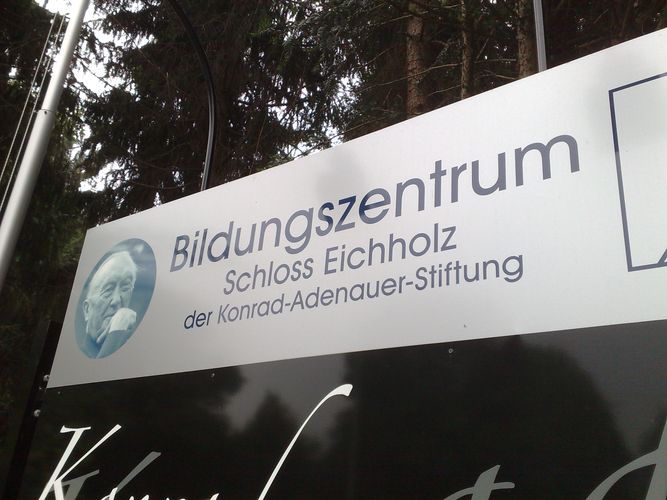 Bildungszentrum
Schloss Eichholz
der Konrad-Adenauer-Stiftung